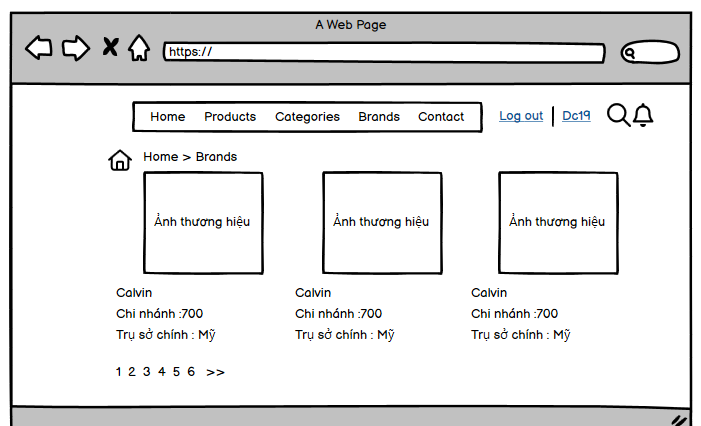 A Web Page
https://
Home Products Categories Brands Contact Log out Dc19
Home > Brands
Ảnh thương hiệu Ảnh thương hiệu Ảnh thương hiệu
Calvin Calvin Calvin
Chi nhánh :700 Chi nhánh :700 Chi nhánh :700
Trụ sở chính : Mỹ Trụ sở chính : Mỹ Trụ sở chính : Mỹ
1 2 3 4 5 6 >>